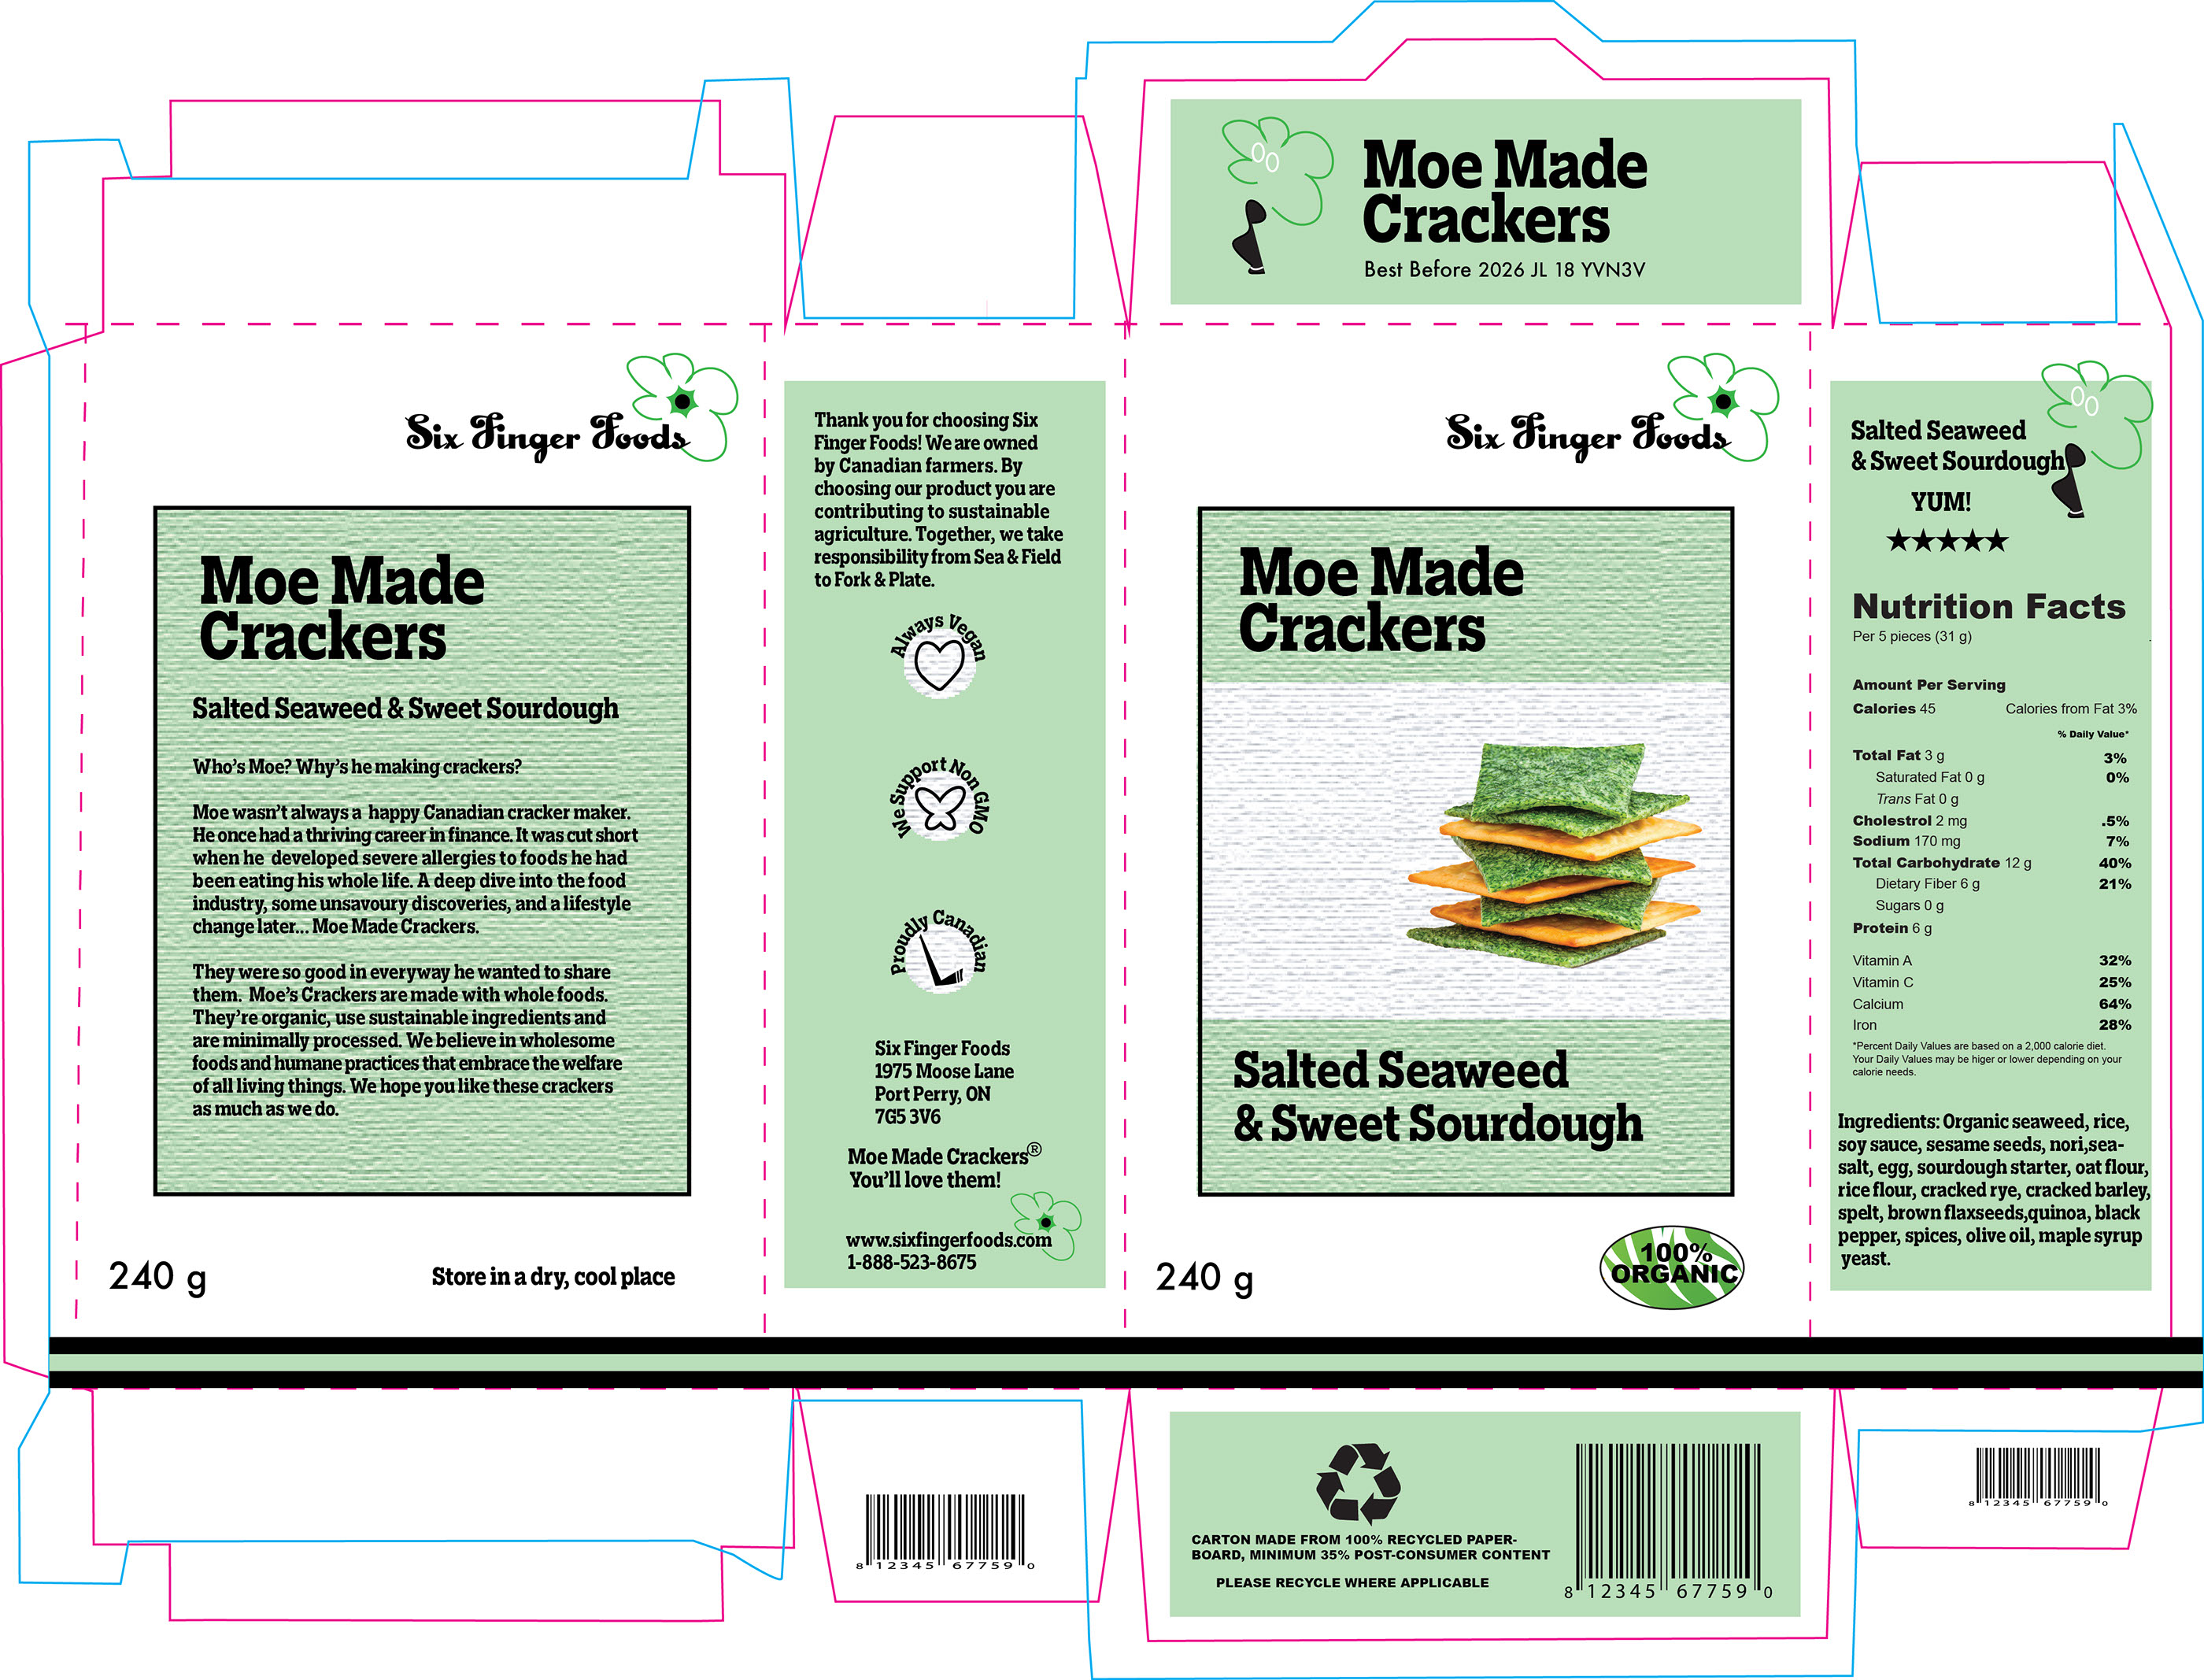 Moe Made
Crackers
Best Before 2026 JL 18 YVN3V
Six Finger Foods
Moe Made
Crackers
Salted Seaweed & Sweet Sourdough
Who's Moe? Why's he making crackers?
Moe wasn't always a happy Canadian cracker maker.
He once had a thriving career in finance. It was cut short
when he developed severe allergies to foods he had
been eating his whole life. A deep dive into the food
industry, some unsavoury discoveries, and a lifestyle
change later... Moe Made Crackers.
They were so good in everyway he wanted to share
them. Moe's Crackers are made with whole foods.
They're organic, use sustainable ingredients and
are minimally processed. We believe in wholesome
foods and humane practices that embrace the welfare
of all living things. We hope you like these crackers
as much as we do.
240 g
Store in a dry, cool place
Thank you for choosing Six
Finger Foods! We are owned
by Canadian farmers. By
choosing our product you are
contributing to sustainable
agriculture. Together, we take
responsibility from Sea & Field
to Fork & Plate.
Always Vegan
We Support Non GMO
Proudly Canadian
Six Finger Foods
1975 Moose Lane
Port Perry, ON
7G5 3V6
Moe Made Crackers®
You'll love them!
www.sixfingerfoods.com
1-888-523-8675
Six Finger Foods
Moe Made
Crackers
Salted Seaweed
& Sweet Sourdough
240 g
100%
ORGANIC
Salted Seaweed
& Sweet Sourdough
YUM!
★★★★★
Nutrition Facts
Per 5 pieces (31 g)
Amount Per Serving
Calories 45 Calories from Fat 3%
% Daily Value*
Total Fat 3 g 3%
Saturated Fat 0 g 0%
Trans Fat 0 g
Cholestrol 2 mg .5%
Sodium 170 mg 7%
Total Carbohydrate 12 g 40%
Dietary Fiber 6 g 21%
Sugars 0 g
Protein 6 g
Vitamin A 32%
Vitamin C 25%
Calcium 64%
Iron 28%
*Percent Daily Values are based on a 2,000 calorie diet.
Your Daily Values may be higer or lower depending on your
calorie needs.
Ingredients: Organic seaweed, rice,
soy sauce, sesame seeds, nori,sea-
salt, egg, sourdough starter, oat flour,
rice flour, cracked rye, cracked barley,
spelt, brown flaxseeds,quinoa, black
pepper, spices, olive oil, maple syrup
yeast.
8 12345 67759 0
CARTON MADE FROM 100% RECYCLED PAPER-
BOARD, MINIMUM 35% POST-CONSUMER CONTENT
PLEASE RECYCLE WHERE APPLICABLE
8 12345 67759 0
8 12345 67759 0